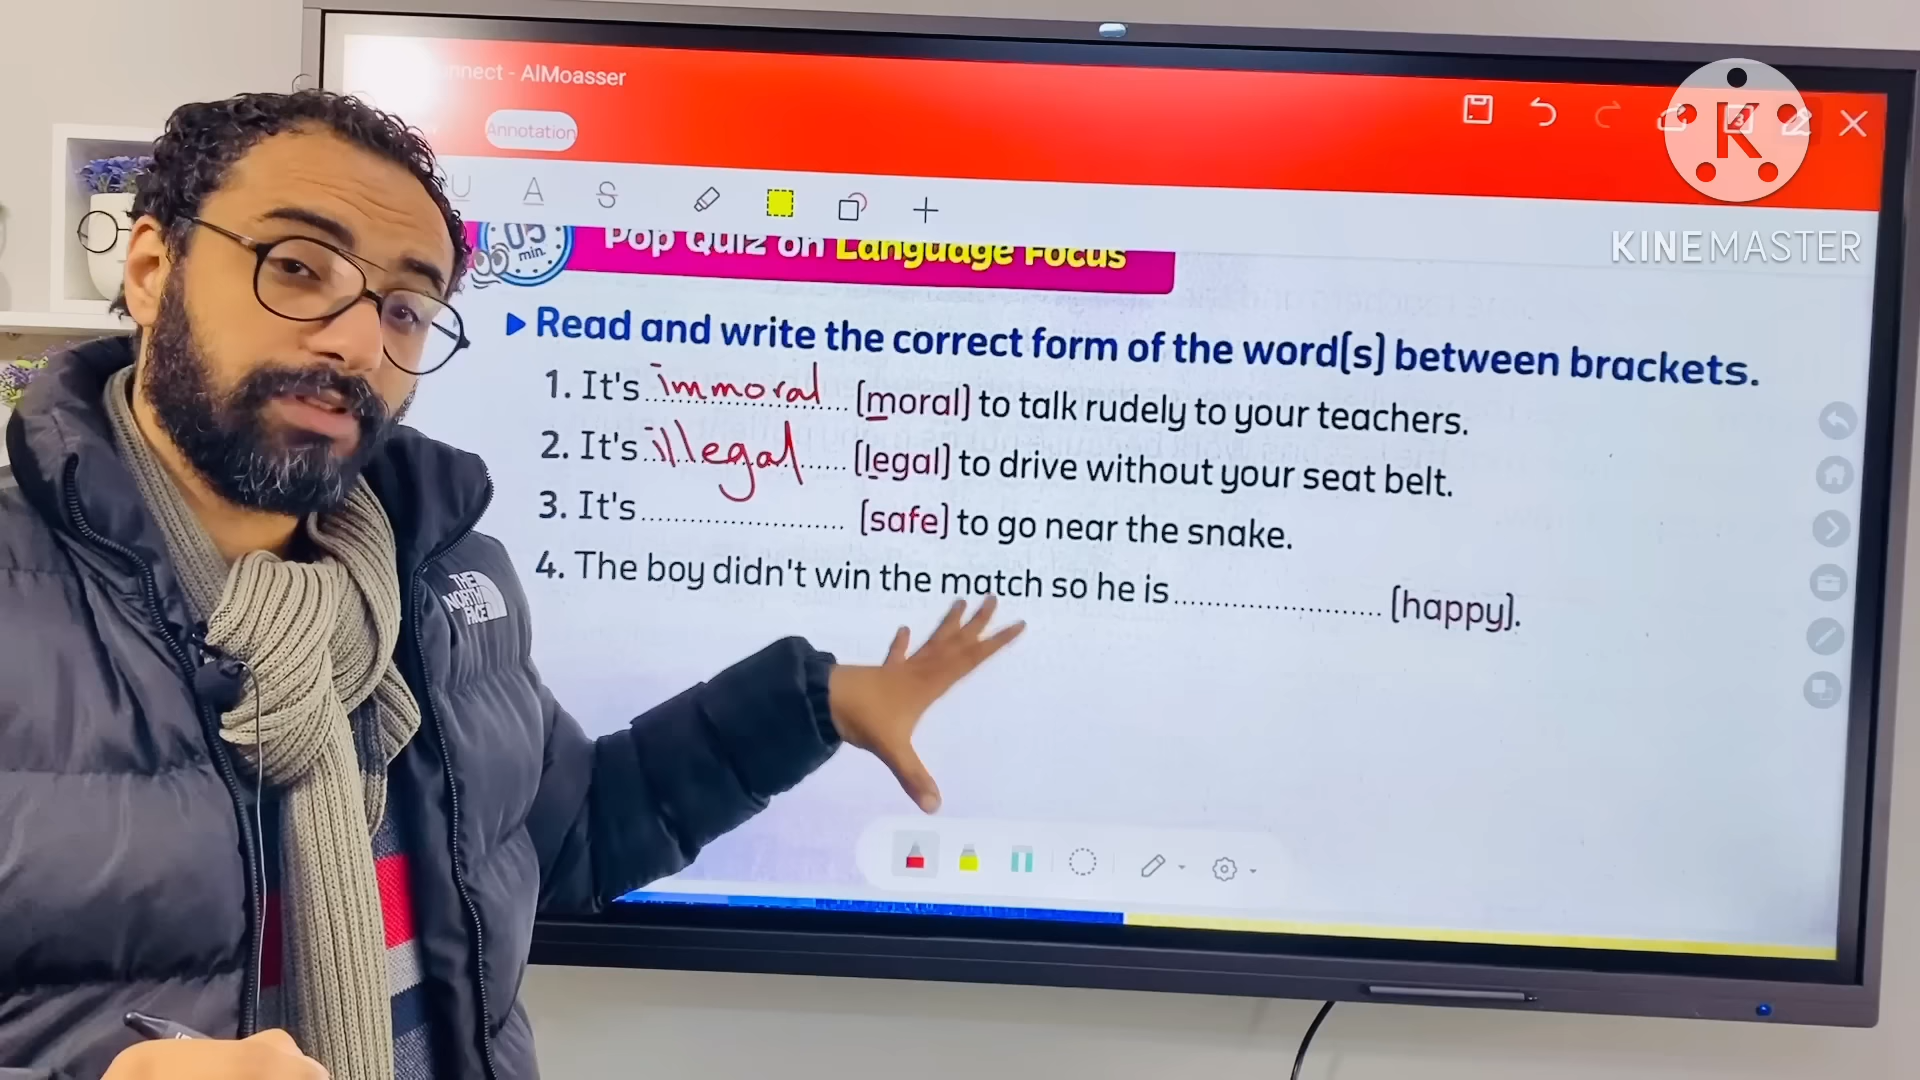 nnect - AlMoasser
Annotation
KINEMASTER
05 min.
Pop Quiz on Language Focus
Read and write the correct form of the word(s) between brackets.
1. It's immoral (moral) to talk rudely to your teachers.
2. It's illegal (legal) to drive without your seat belt.
3. It's ........................ (safe) to go near the snake.
4. The boy didn't win the match so he is ........................ (happy).
THE NORTH FACE